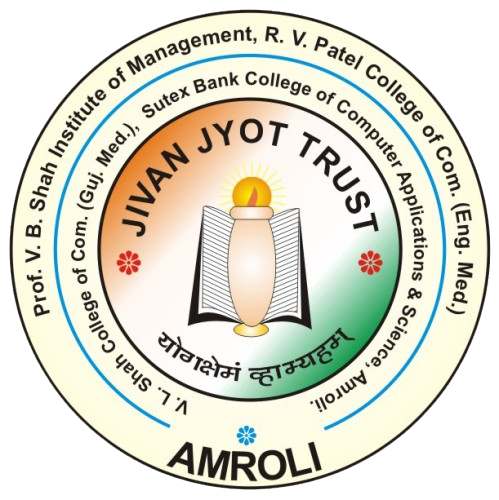 Prof. V. B. Shah Institute of Management, R. V. Patel College of Com. (Eng. Med.)
V. L. Shah College of Com. (Guj. Med.), Sutex Bank College of Computer Applications & Science, Amroli.
JIVAN JYOT TRUST
योगक्षेमं व्हाम्यहम्
AMROLI